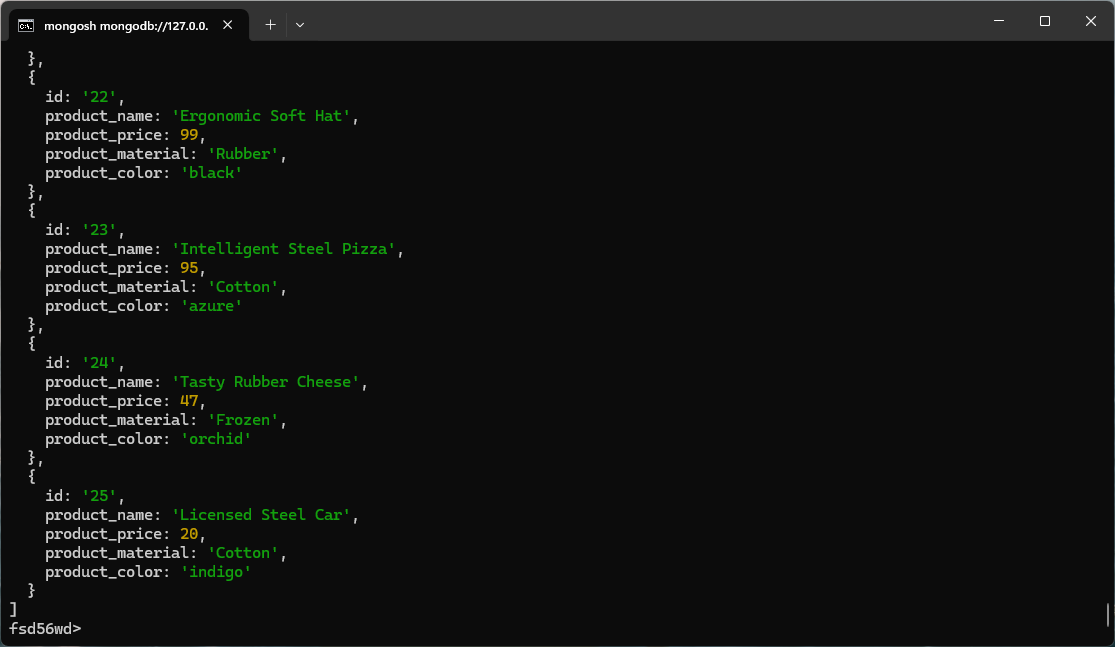 mongosh mongodb://127.0.0.
},
{
id: '22',
product_name: 'Ergonomic Soft Hat',
product_price: 99,
product_material: 'Rubber',
product_color: 'black'
},
{
id: '23',
product_name: 'Intelligent Steel Pizza',
product_price: 95,
product_material: 'Cotton',
product_color: 'azure'
},
{
id: '24',
product_name: 'Tasty Rubber Cheese',
product_price: 47,
product_material: 'Frozen',
product_color: 'orchid'
},
{
id: '25',
product_name: 'Licensed Steel Car',
product_price: 20,
product_material: 'Cotton',
product_color: 'indigo'
}
]
fsd56wd>